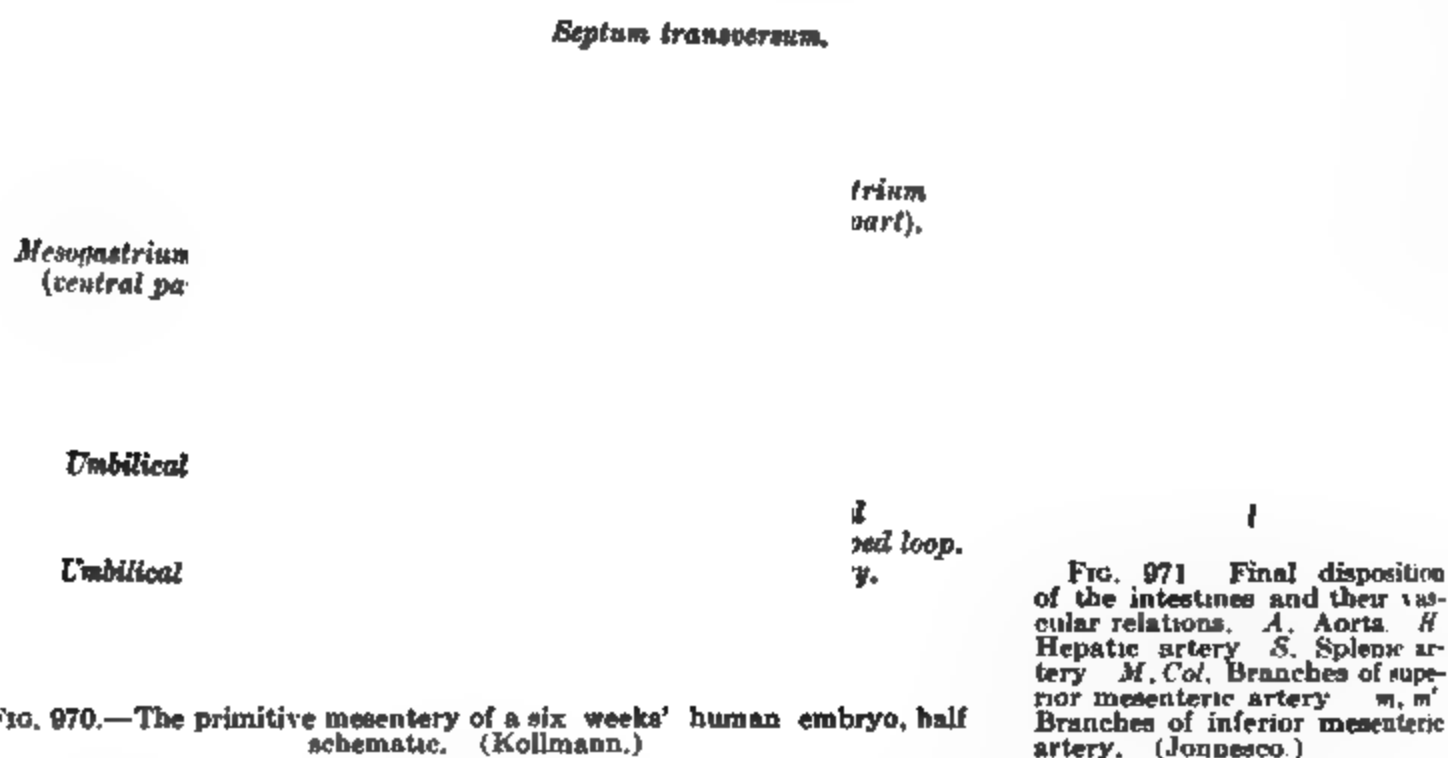 Septum transversum.
trium
part).
Mesogastrium
(ventral pa
Umbilical
ped loop.
y.
Umbilical
FIG. 970.—The primitive mesentery of a six weeks' human embryo, half
schematic. (Kollmann.)
FIG. 971 Final disposition
of the intestines and their vas-
cular relations. A. Aorta. H
Hepatic artery S. Splenic ar-
tery M, Col. Branches of supe-
rior mesenteric artery m, m'
Branches of inferior mesenteric
artery. (Jonnesco.)